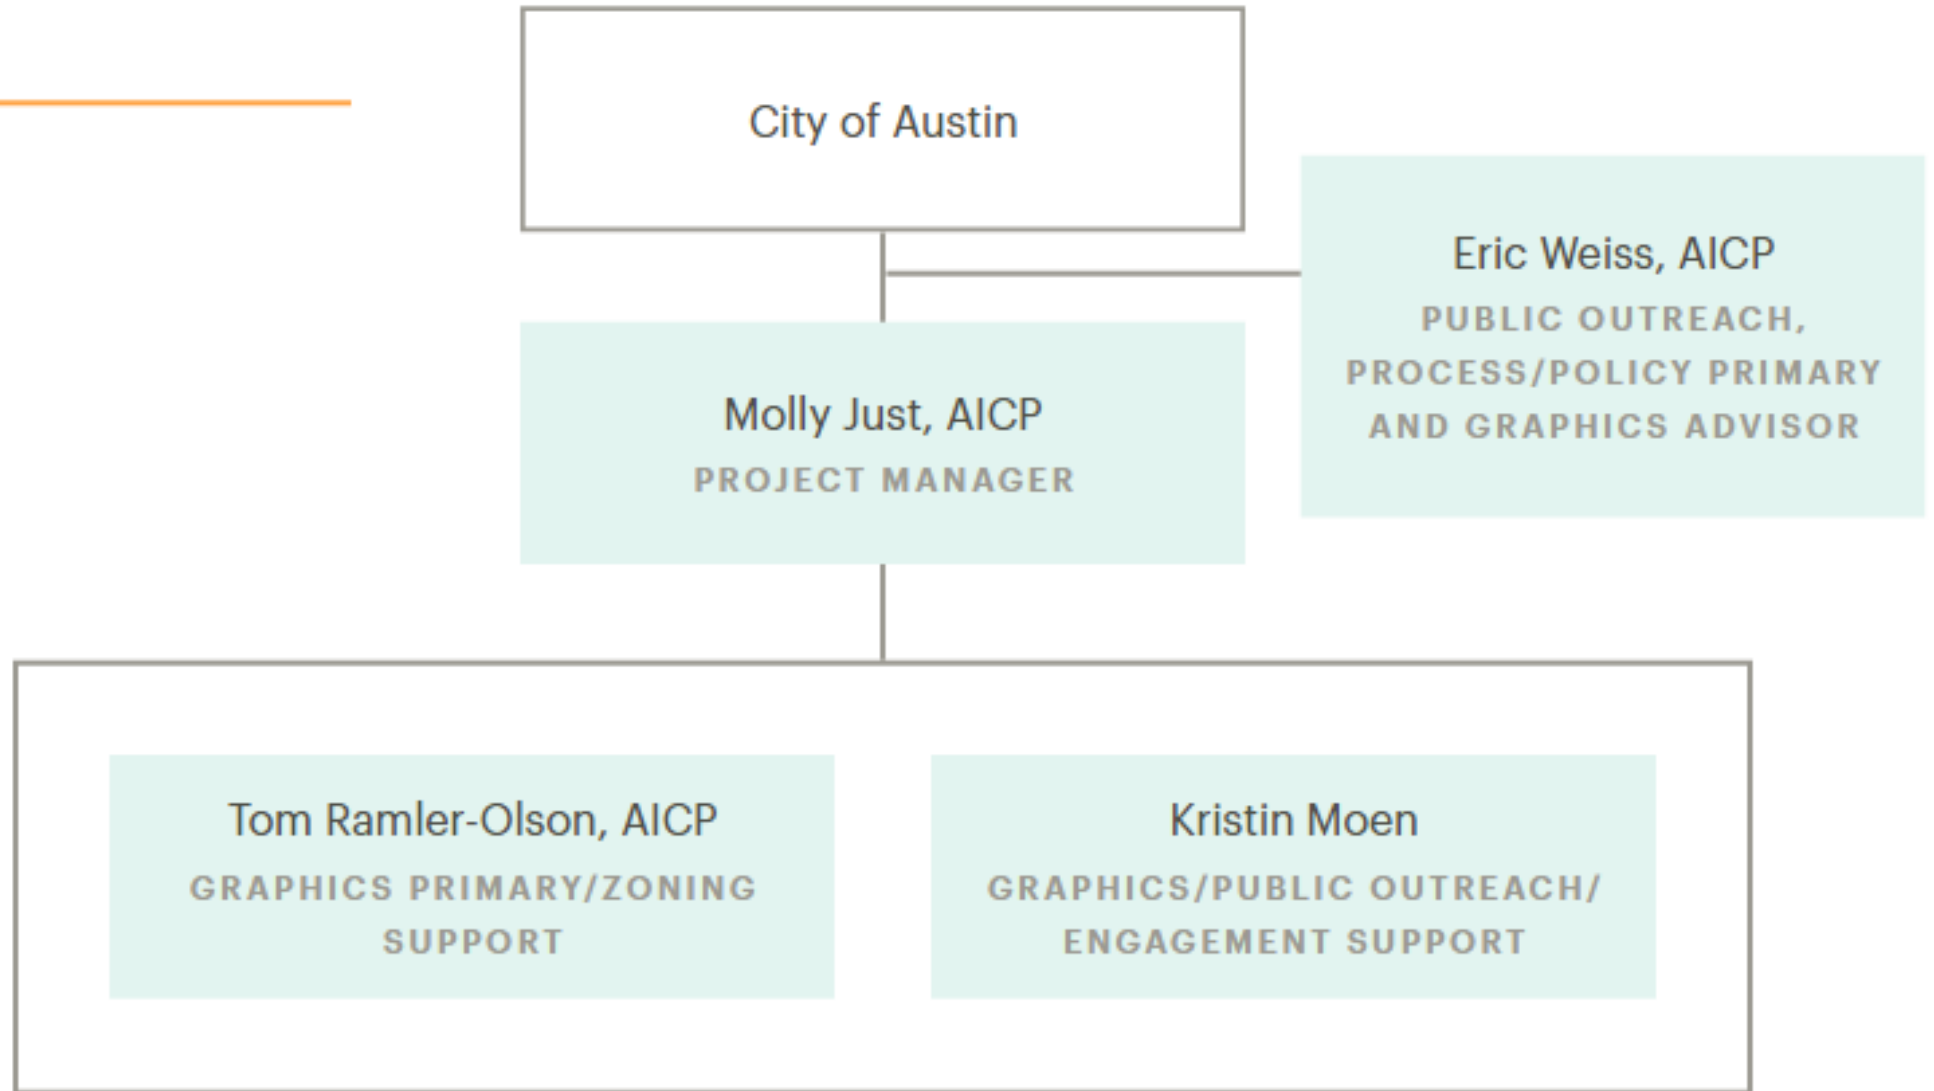 City of Austin
Eric Weiss, AICP
PUBLIC OUTREACH,
PROCESS/POLICY PRIMARY
AND GRAPHICS ADVISOR
Molly Just, AICP
PROJECT MANAGER
Tom Ramler-Olson, AICP
GRAPHICS PRIMARY/ZONING
SUPPORT
Kristin Moen
GRAPHICS/PUBLIC OUTREACH/
ENGAGEMENT SUPPORT